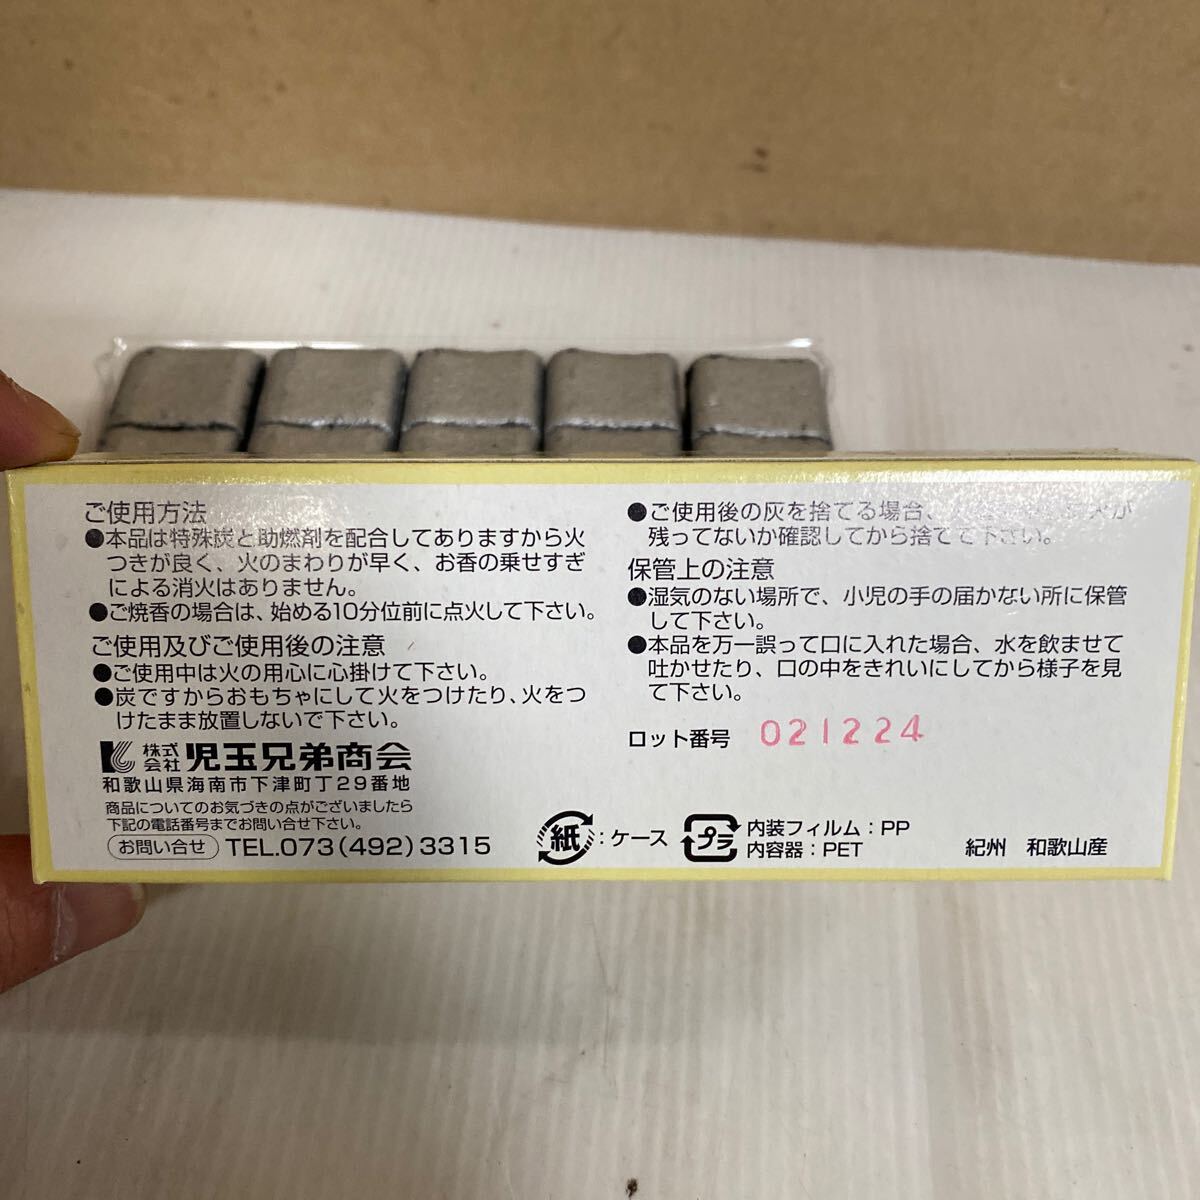 ご使用方法
●本品は特殊炭と助燃剤を配合してありますから火
つきが良く、火のまわりが早く、お香の乗せすぎ
による消火はありません。
●ご焼香の場合は、始める10分位前に点火して下さい。
ご使用及びご使用後の注意
●ご使用中は火の用心に心掛けて下さい。
●炭ですからおもちゃにして火をつけたり、火をつ
けたまま放置しないで下さい。
株式会社 児玉兄弟商会
和歌山県海南市下津町丁29番地
商品についてのお気づきの点がございましたら
下記の電話番号までお問い合せ下さい。
お問い合せ TEL.073(492)3315
●ご使用後の灰を捨てる場合、
残ってないか確認してから捨てて下さい。
保管上の注意
●湿気のない場所で、小児の手の届かない所に保管
して下さい。
●本品を万一誤って口に入れた場合、水を飲ませて
吐かせたり、口の中をきれいにしてから様子を見
て下さい。
ロット番号 021224
紙:ケース
プラ 内装フィルム:PP
内容器:PET
紀州 和歌山産